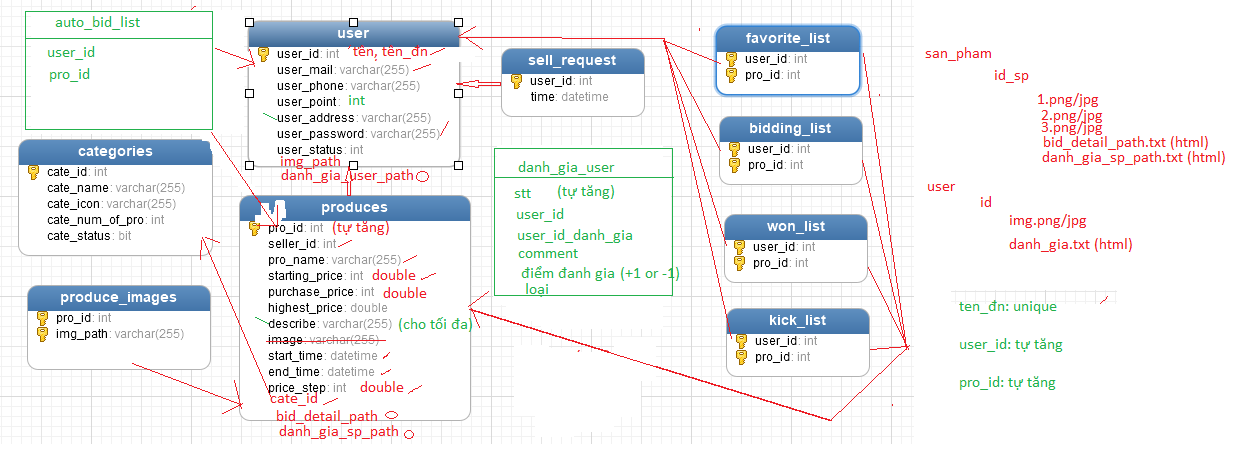 auto_bid_list
user_id
pro_id
user
user_id: int tên, tên_đn
user_mail: varchar(255)
user_phone: varchar(255)
user_point: int
user_address: varchar(255)
user_password: varchar(255)
user_status: int
img_path
danh_gia_user_path
sell_request
user_id: int
time: datetime
favorite_list
user_id: int
pro_id: int
bidding_list
user_id: int
pro_id: int
won_list
user_id: int
pro_id: int
kick_list
user_id: int
pro_id: int
categories
cate_id: int
cate_name: varchar(255)
cate_icon: varchar(255)
cate_num_of_pro: int
cate_status: bit
produce_images
pro_id: int
img_path: varchar(255)
produces
pro_id: int (tự tăng)
seller_id: int
pro_name: varchar(255)
starting_price: int double
purchase_price: int double
highest_price: double
describe: varchar(255) (cho tối đa)
image: varchar(255)
start_time: datetime
end_time: datetime
price_step: int double
cate_id
bid_detail_path
danh_gia_sp_path
danh_gia_user
stt (tự tăng)
user_id
user_id_danh_gia
comment
điểm đanh gia (+1 or -1)
loại
san_pham
id_sp
1.png/jpg
2.png/jpg
3.png/jpg
bid_detail_path.txt (html)
danh_gia_sp_path.txt (html)
user
id
img.png/jpg
danh_gia.txt (html)
ten_đn: unique
user_id: tự tăng
pro_id: tự tăng